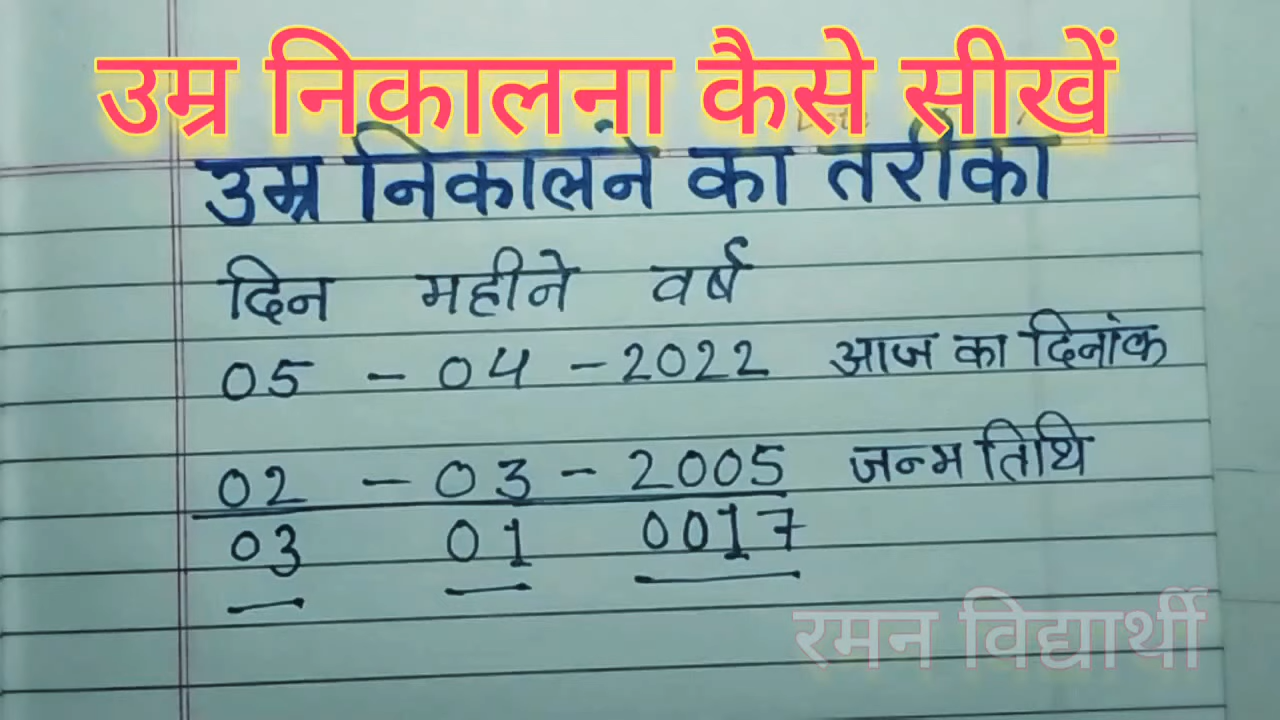 उम्र निकालना कैसे सीखें
उम्र निकालने का तरीका
दिन महीने वर्ष
05 - 04 - 2022 आज का दिनांक
02 - 03 - 2005 जन्म तिथि
03 01 0017
रमन विद्यार्थी